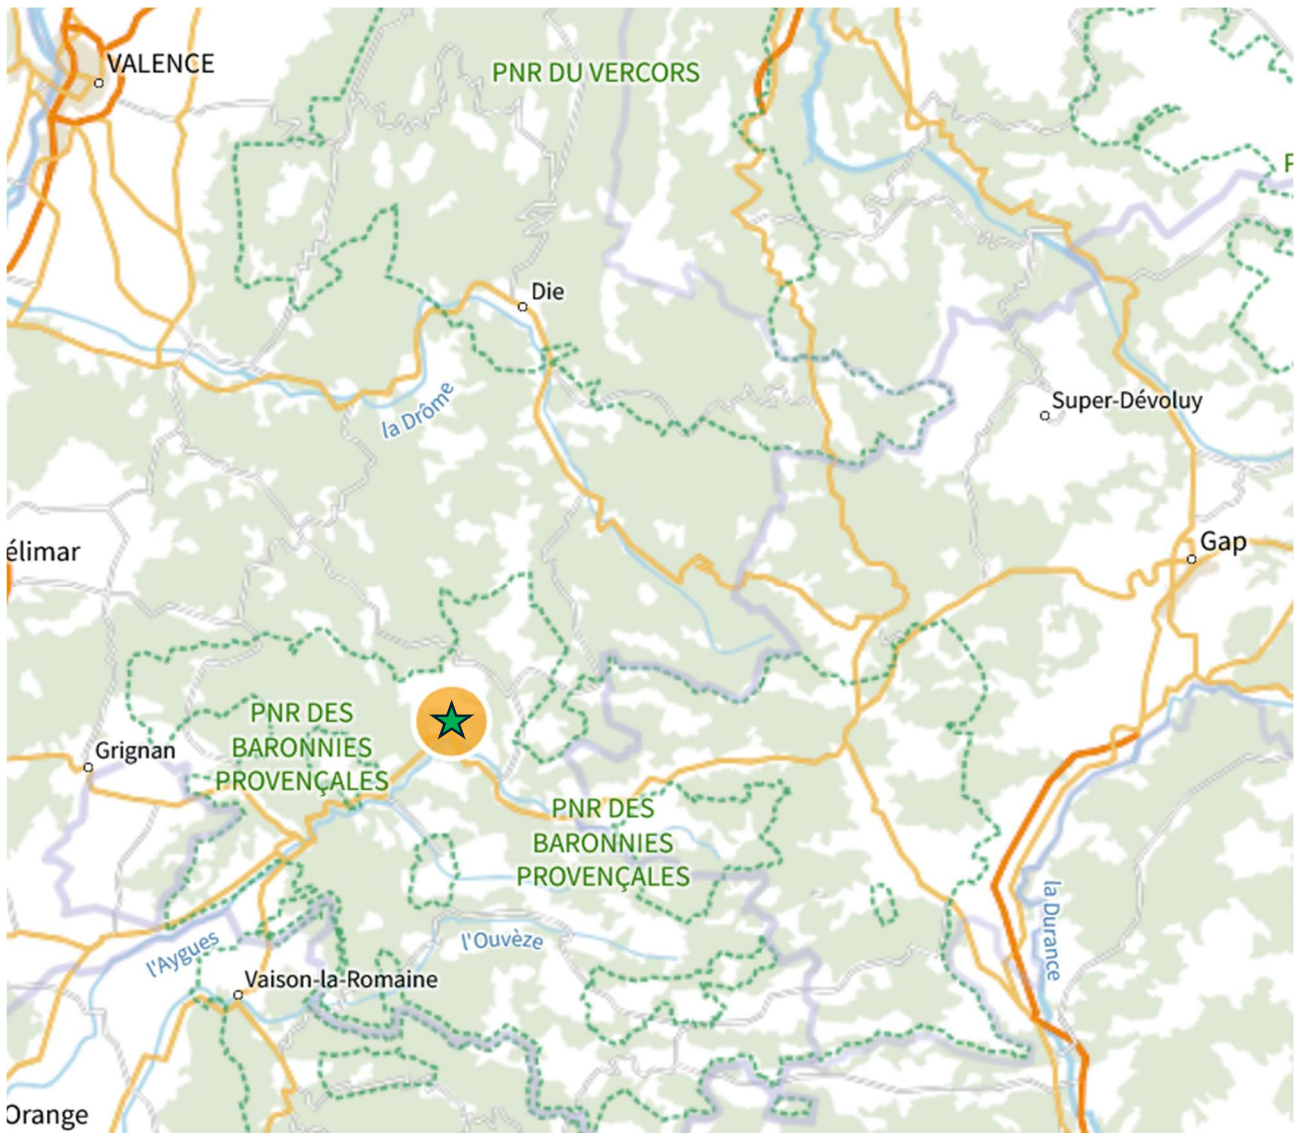 VALENCE
PNR DU VERCORS
P
Die
la Drôme
Super-Dévoluy
élimar
Gap
PNR DES
BARONNIES
PROVENÇALES
Grignan
PNR DES
BARONNIES
PROVENÇALES
la Durance
l'Aygues
l'Ouvèze
Vaison-la-Romaine
Orange